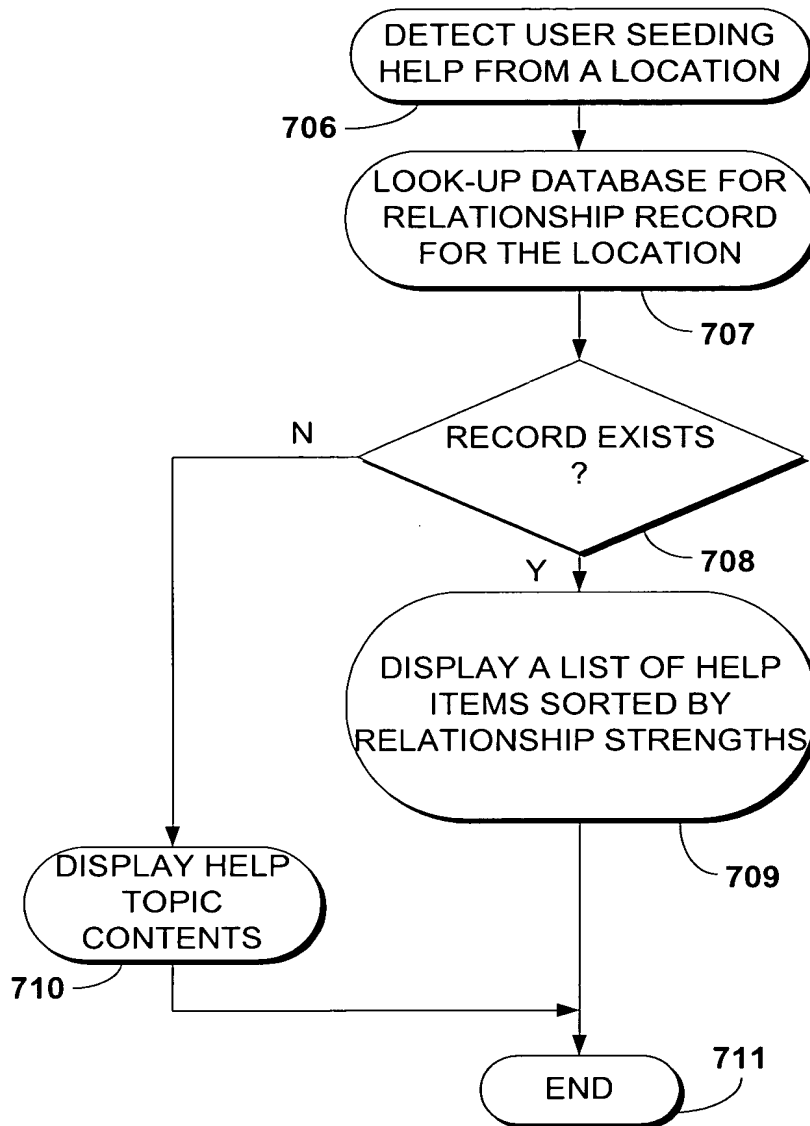 DETECT USER SEEDING
HELP FROM A LOCATION
706
LOOK-UP DATABASE FOR
RELATIONSHIP RECORD
FOR THE LOCATION
707
N
RECORD EXISTS
?
708
Y
DISPLAY A LIST OF HELP
ITEMS SORTED BY
RELATIONSHIP STRENGTHS
709
DISPLAY HELP
TOPIC
CONTENTS
710
END
711